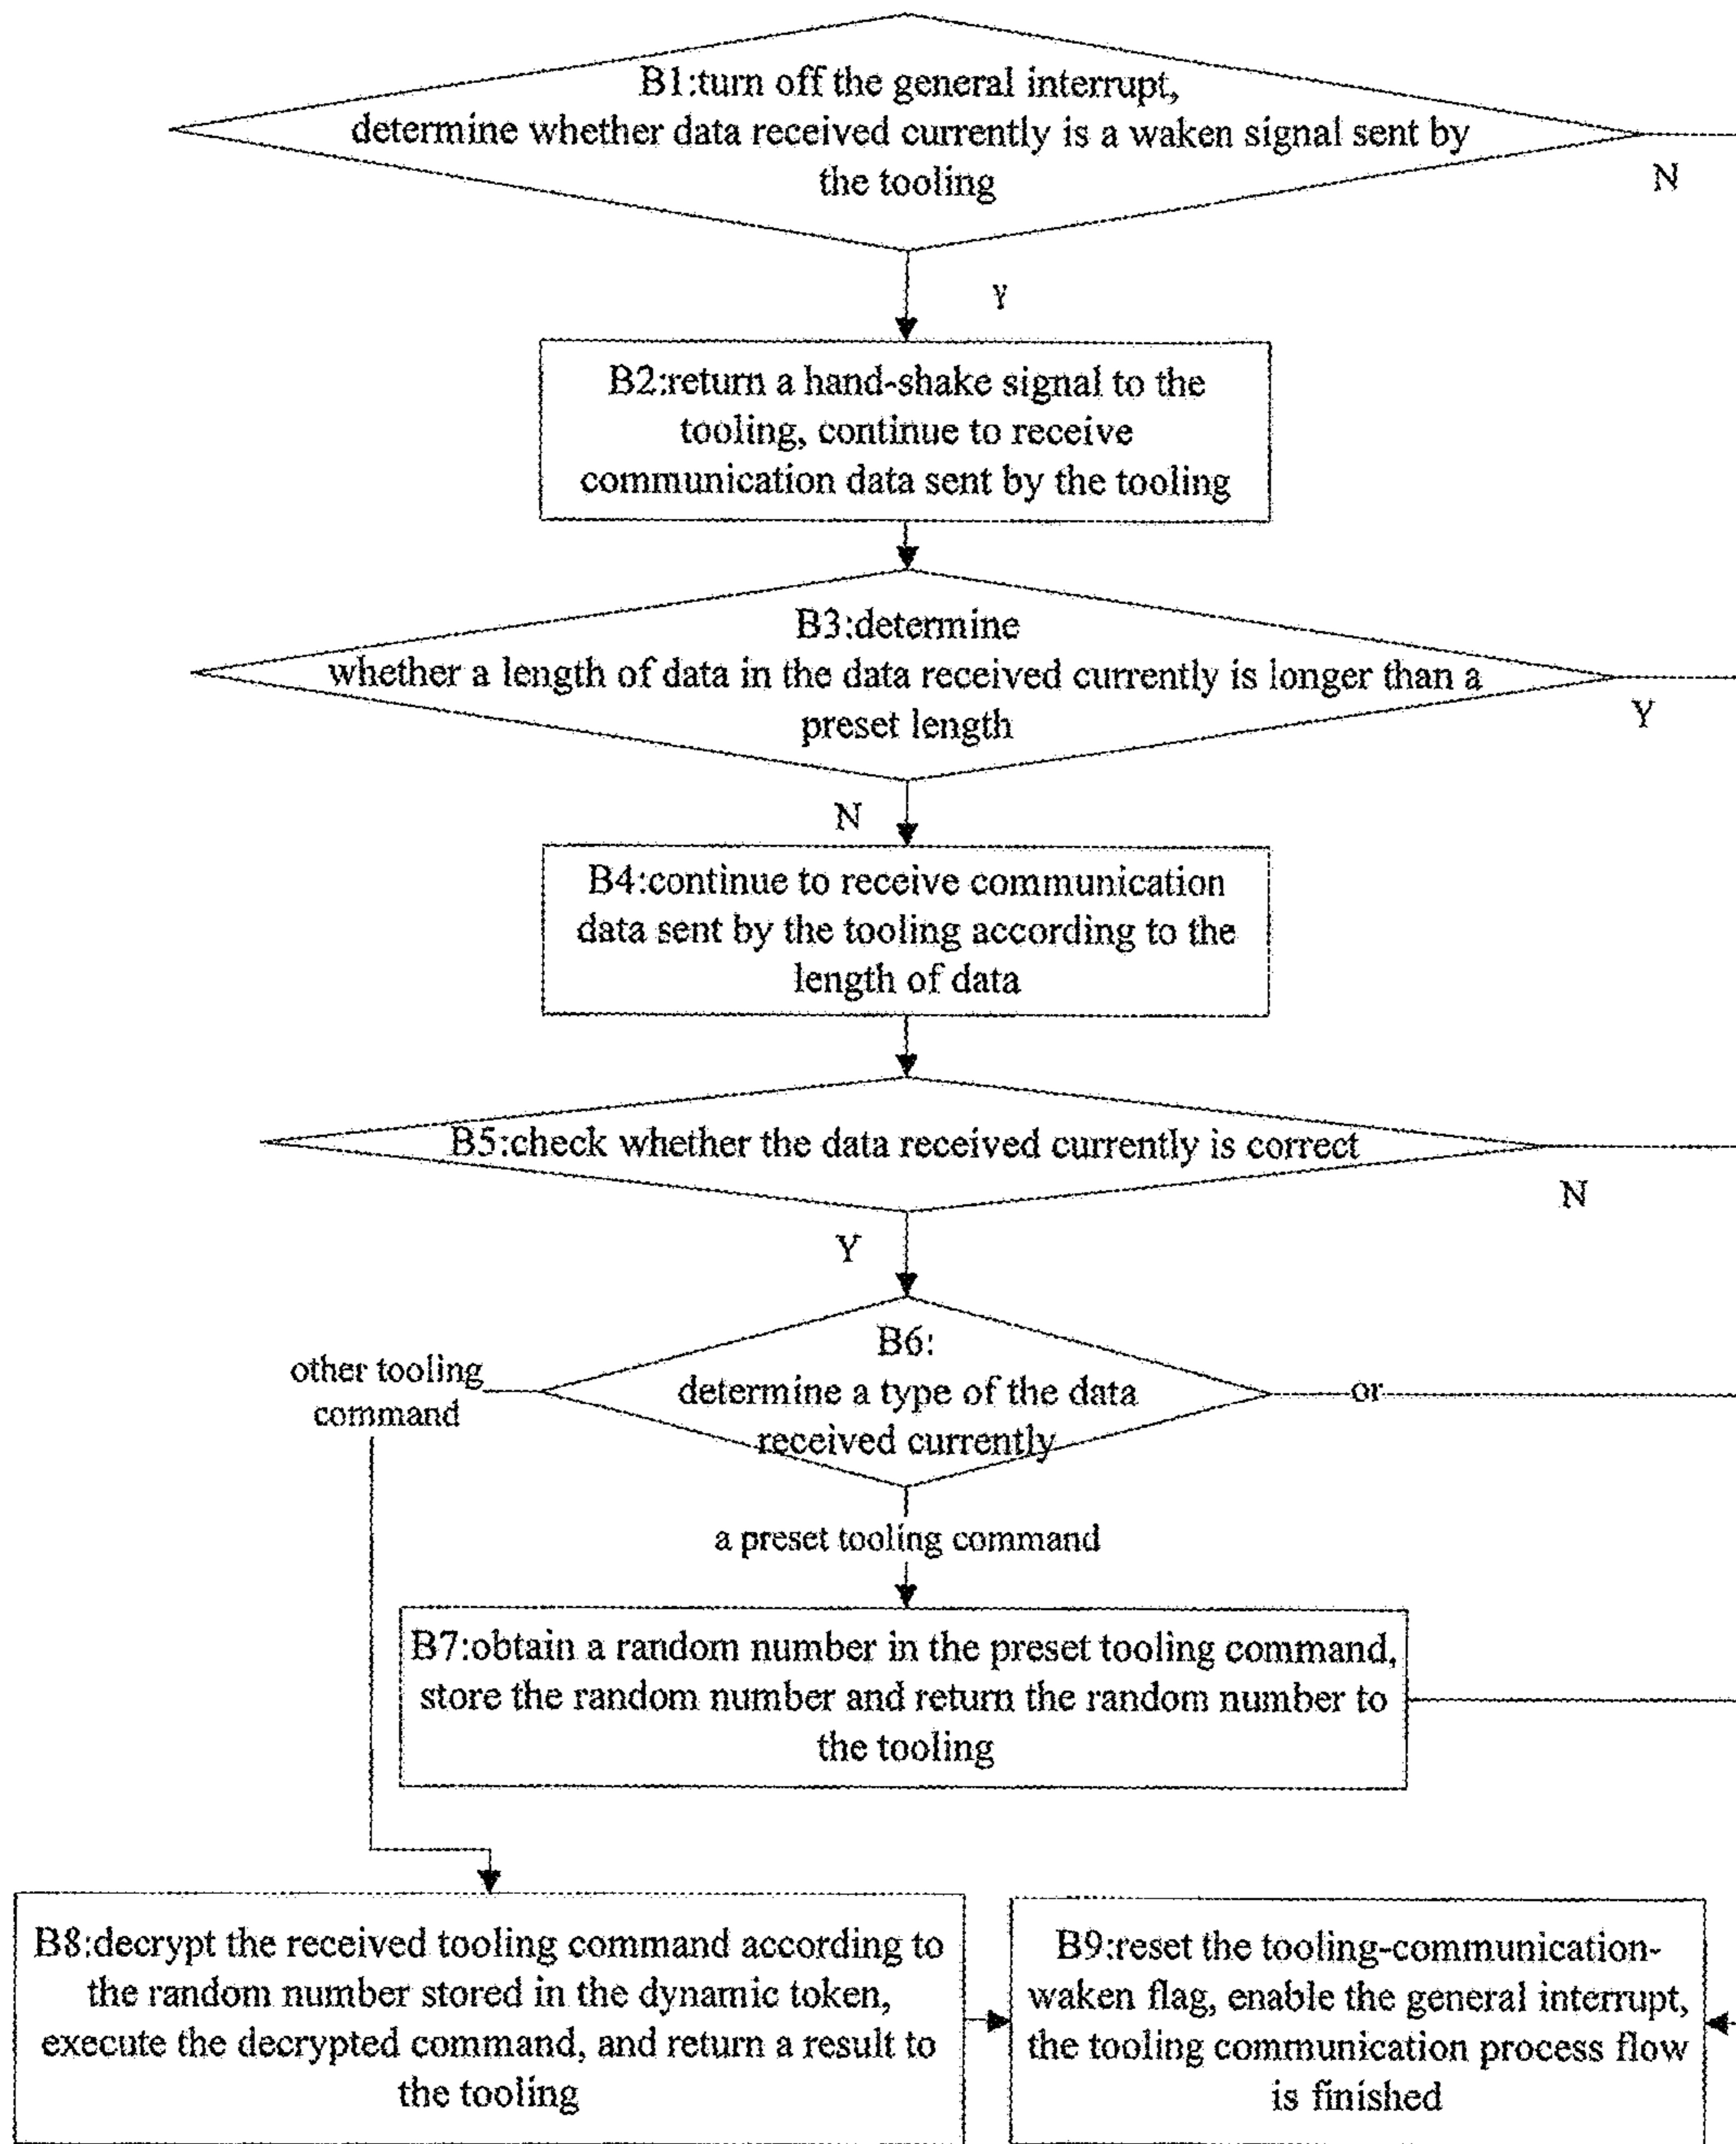 B1:turn off the general interrupt,
determine whether data received currently is a waken signal sent by
the tooling
N
Y
B2:return a hand-shake signal to the
tooling, continue to receive
communication data sent by the tooling
B3:determine
whether a length of data in the data received currently is longer than a
preset length
Y
N
B4:continue to receive communication
data sent by the tooling according to the
length of data
B5:check whether the data received currently is correct
N
Y
B6:
determine a type of the data
received currently
other tooling
command
or
a preset tooling command
B7:obtain a random number in the preset tooling command,
store the random number and return the random number to
the tooling
B8:decrypt the received tooling command according to
the random number stored in the dynamic token,
execute the decrypted command, and return a result to
the tooling
B9:reset the tooling-communication-
waken flag, enable the general interrupt,
the tooling communication process flow
is finished